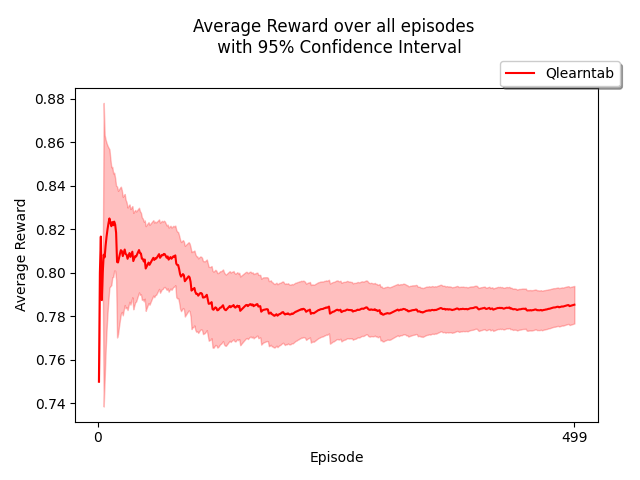 Average Reward over all episodes
with 95% Confidence Interval
Qlearntab
0.88
0.86
0.84
0.82
0.80
0.78
0.76
0.74
Average Reward
0 499
Episode